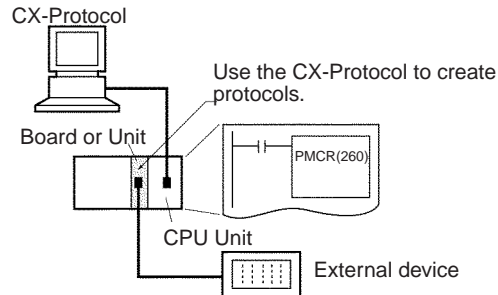 CX-Protocol
Use the CX-Protocol to create
protocols.
Board or Unit
PMCR(260)
CPU Unit
External device